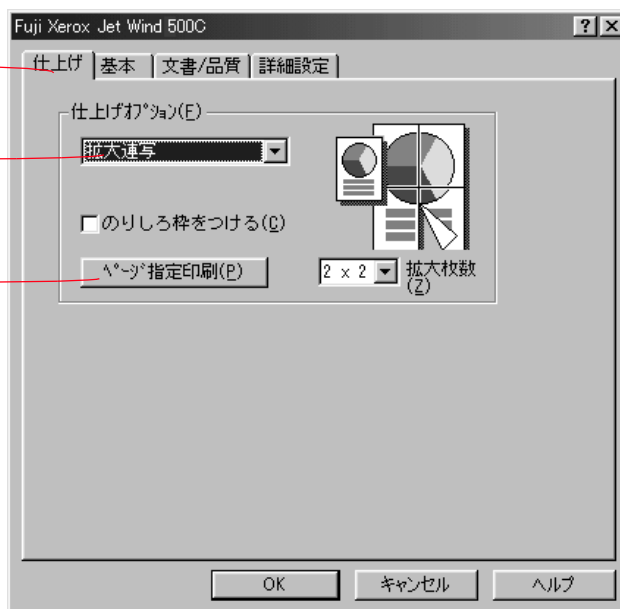 Fuji Xerox Jet Wind 500C
仕上げ 基本 文書/品質 詳細設定
仕上げオプション(F)
拡大連写
のりしろ枠をつける(C)
ページ指定印刷(P)
2 x 2 拡大枚数
(Z)
OK キャンセル ヘルプ